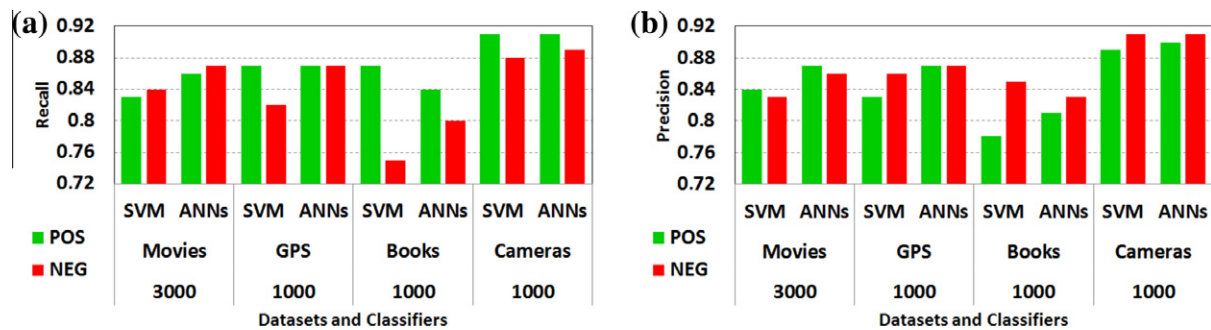 (a)
Recall
0.92
0.88
0.84
0.8
0.76
0.72
SVM ANNs SVM ANNs SVM ANNs SVM ANNs
POS
NEG
Movies GPS Books Cameras
3000 1000 1000 1000
Datasets and Classifiers
(b)
Precision
0.92
0.88
0.84
0.8
0.76
0.72
SVM ANNs SVM ANNs SVM ANNs SVM ANNs
POS
NEG
Movies GPS Books Cameras
3000 1000 1000 1000
Datasets and Classifiers